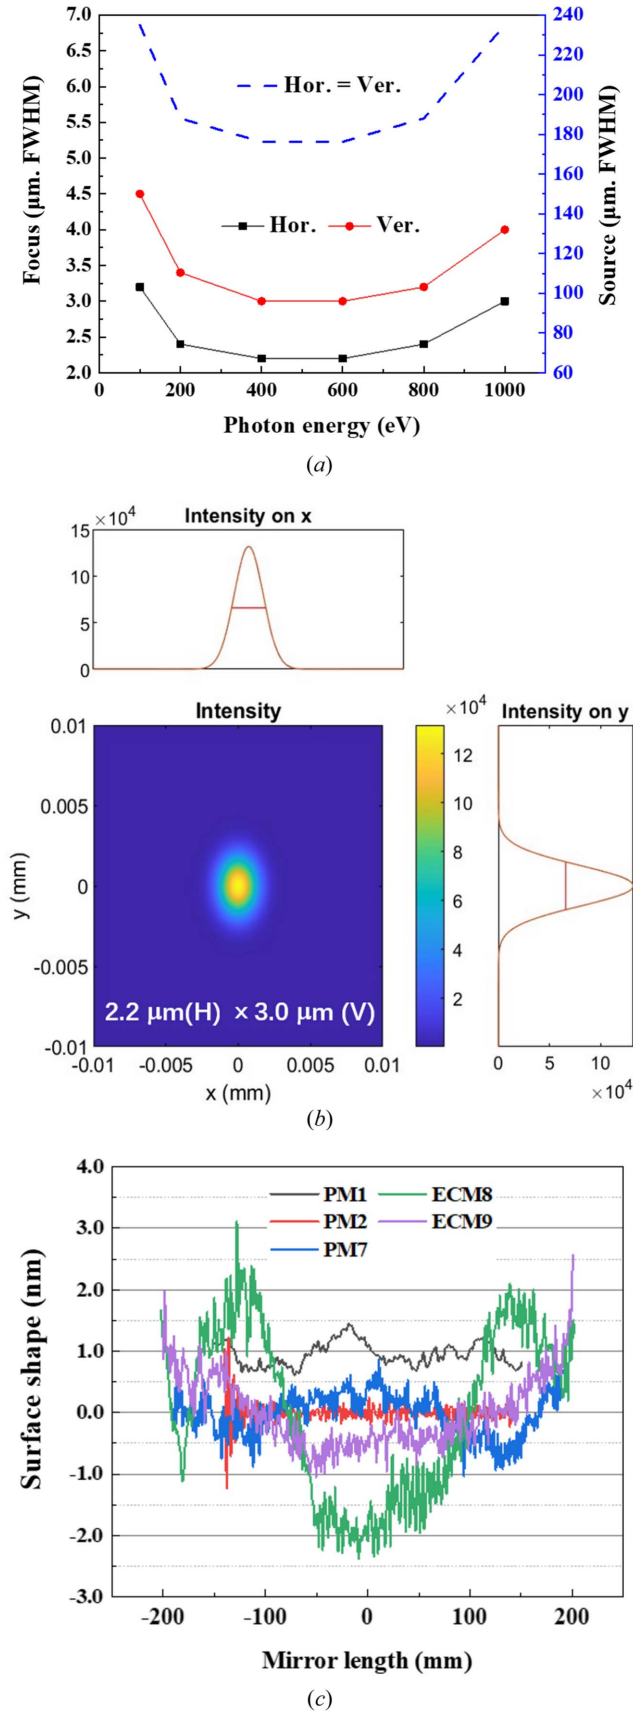 7.0
6.5
6.0
5.5
5.0
4.5
4.0
3.5
3.0
2.5
2.0
Focus (μm. FWHM)
240
220
200
180
160
140
120
100
80
60
Source (μm. FWHM)
Hor. = Ver.
Hor. Ver.
0 200 400 600 800 1000
Photon energy (eV)
(a)
×10⁴ Intensity on x
15
10
5
0
Intensity
0.01
0.005
0
-0.005
-0.01
y (mm)
2.2 μm(H) × 3.0 μm (V)
-0.01 -0.005 0 0.005 0.01
x (mm)
×10⁴
12
10
8
6
4
2
Intensity on y
0 5 10
×10⁴
(b)
4.0
3.0
2.0
1.0
0.0
-1.0
-2.0
-3.0
Surface shape (nm)
PM1 ECM8
PM2 ECM9
PM7
-200 -100 0 100 200
Mirror length (mm)
(c)